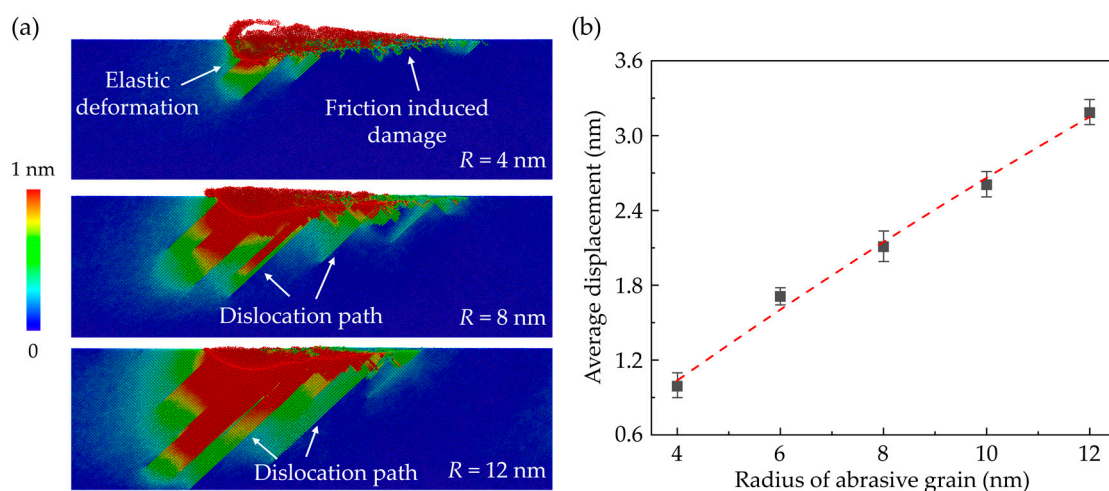 (a)
Elastic
deformation
Friction induced
damage
R = 4 nm
1 nm
0
Dislocation path
R = 8 nm
Dislocation path
R = 12 nm
(b)
Average displacement (nm)
3.6
3.0
2.4
1.8
1.2
0.6
4 6 8 10 12
Radius of abrasive grain (nm)